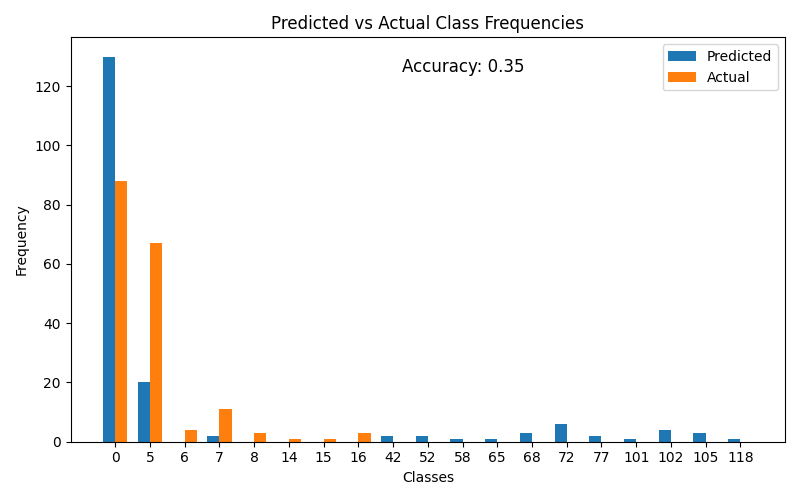 Predicted vs Actual Class Frequencies
Accuracy: 0.35
Predicted
Actual
Frequency
120
100
80
60
40
20
0
0 5 6 7 8 14 15 16 42 52 58 65 68 72 77 101 102 105 118
Classes